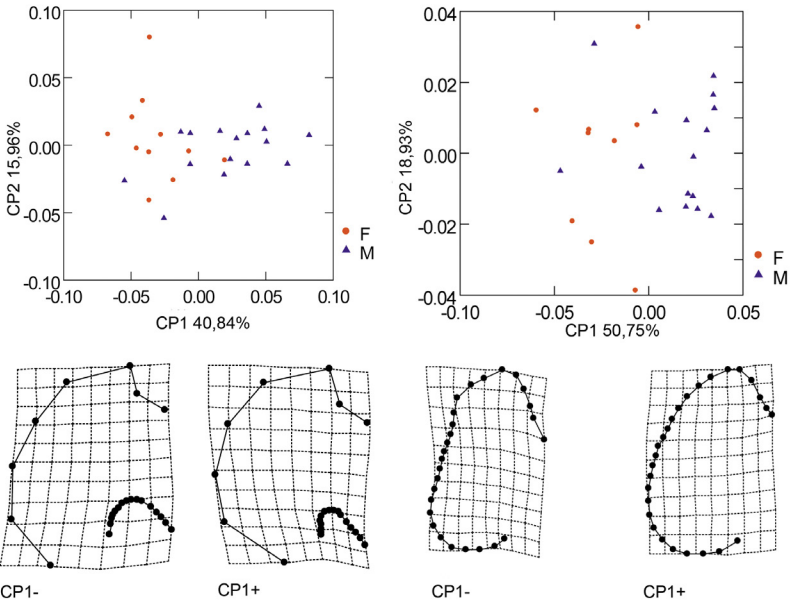 0.10
0.05
0.00
-0.05
-0.10
CP2 15,96%
-0.10 -0.05 0.00 0.05 0.10
CP1 40,84%
F
M
0.04
0.02
0.00
-0.02
-0.04
CP2 18,93%
-0.10 -0.05 0.00 0.05
CP1 50,75%
F
M
CP1- CP1+ CP1- CP1+